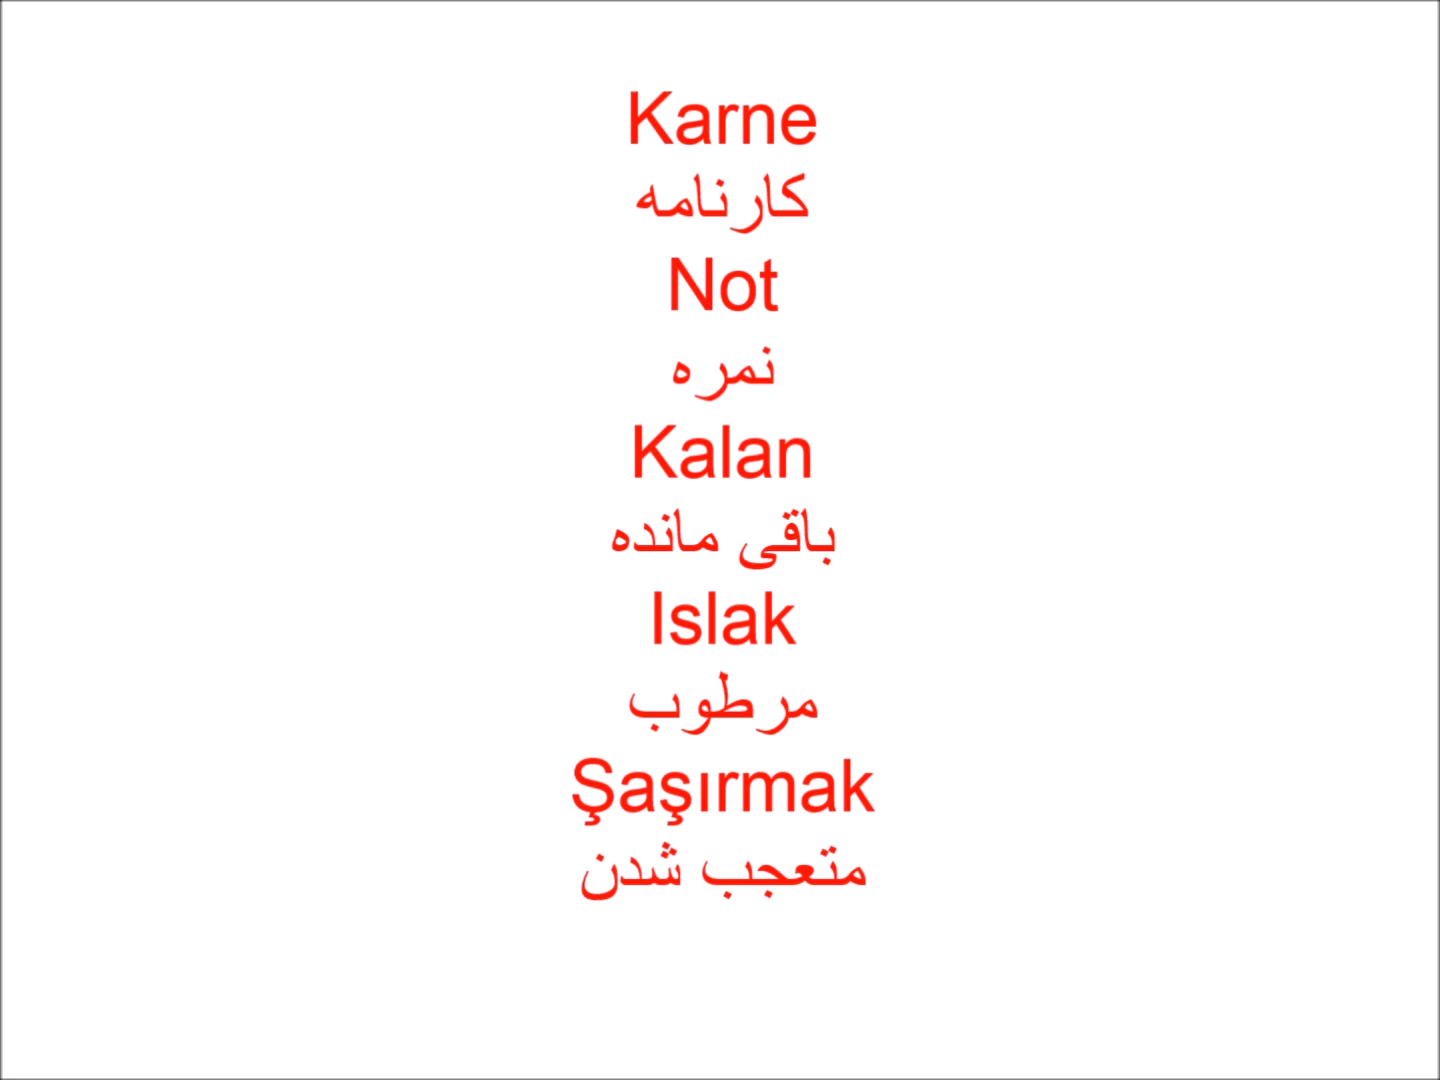 Karne
کارنامه
Not
نمره
Kalan
باقی مانده
Islak
مرطوب
Şaşırmak
متعجب شدن